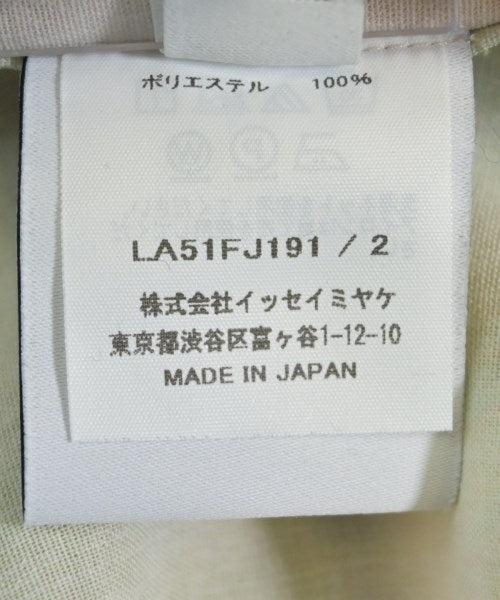 ポリエステル 100%
LA51FJ191 / 2
株式会社イッセイミヤケ
東京都渋谷区富ヶ谷1-12-10
MADE IN JAPAN